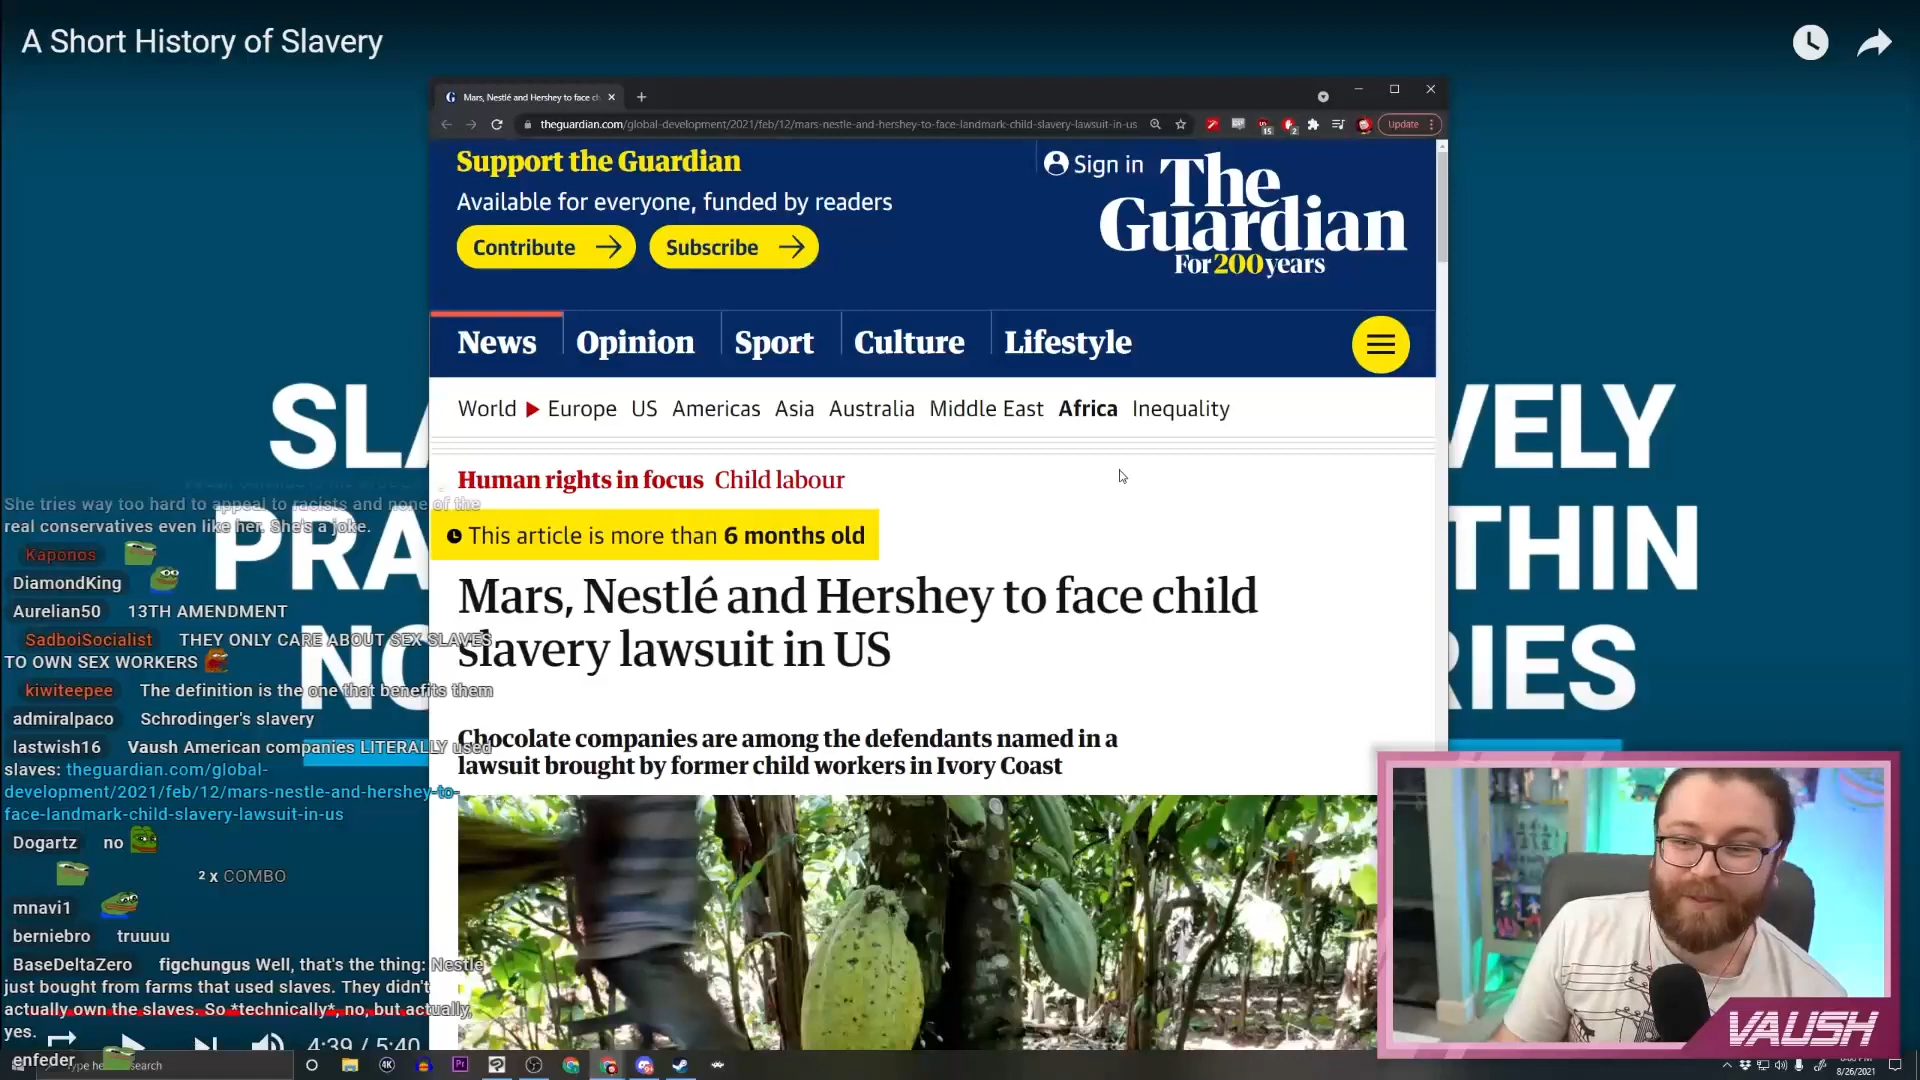 A Short History of Slavery
Mars, Nestlé and Hershey to face ch
theguardian.com/global-development/2021/feb/12/mars-nestle-and-hershey-to-face-landmark-child-slavery-lawsuit-in-us
15
2
Update
Support the Guardian
Available for everyone, funded by readers
Contribute
Subscribe
Sign in
The
Guardian
For 200 years
News
Opinion
Sport
Culture
Lifestyle
World
Europe
US
Americas
Asia
Australia
Middle East
Africa
Inequality
Human rights in focus Child labour
This article is more than 6 months old
Mars, Nestlé and Hershey to face child
slavery lawsuit in US
Chocolate companies are among the defendants named in a
lawsuit brought by former child workers in Ivory Coast
SLA
VELY
PRA
THIN
NO
RIES
She tries way too hard to appeal to racists and none of the
real conservatives even like her. She's a joke.
Kaponos
DiamondKing
Aurelian50 13TH AMENDMENT
SadboiSocialist THEY ONLY CARE ABOUT SEX SLAVES
TO OWN SEX WORKERS
kiwiteepee The definition is the one that benefits them
admiralpaco Schrodinger's slavery
lastwish16 Vaush American companies LITERALLY used
slaves: theguardian.com/global-
development/2021/feb/12/mars-nestle-and-hershey-to-
face-landmark-child-slavery-lawsuit-in-us
Dogartz no
2 x COMBO
mnavi1
berniebro truuuu
BaseDeltaZero figchungus Well, that's the thing: Nestle
just bought from farms that used slaves. They didn't
actually own the slaves. So *technically*, no, but actually,
yes.
enfeder
4:39 / 5:40
VAUSH
8/26/2021